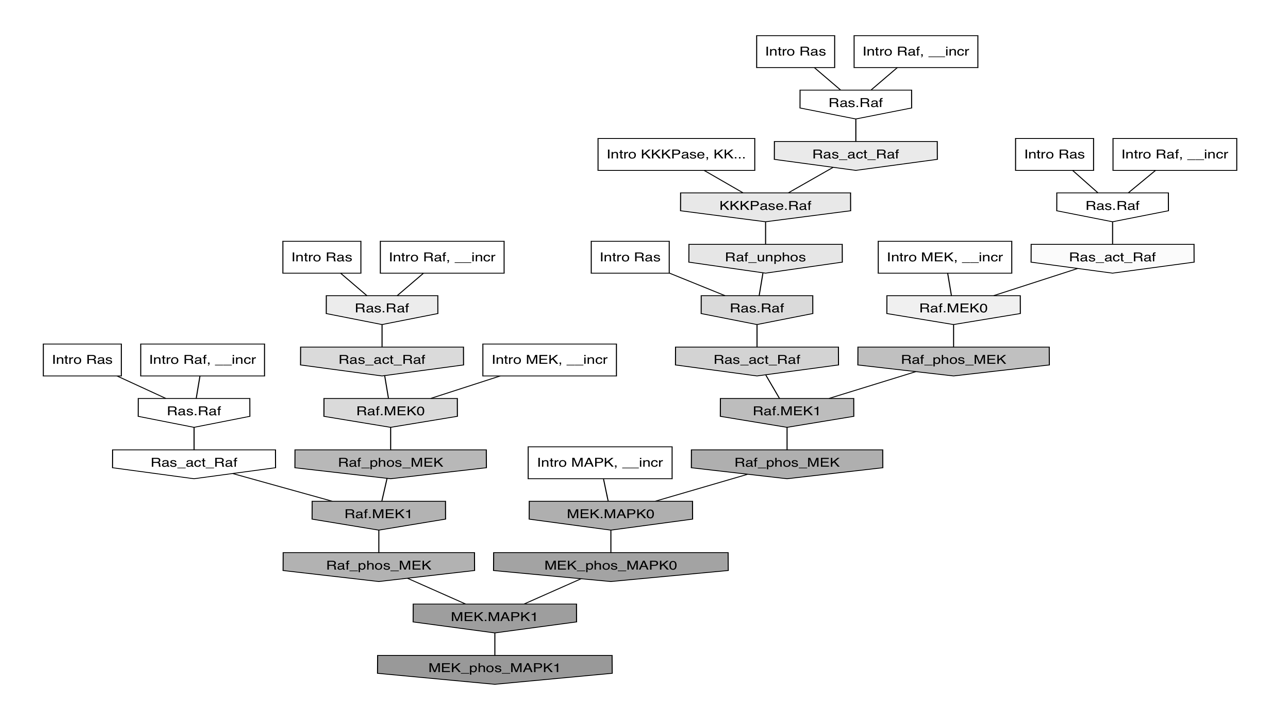 Intro Ras
Intro Raf, __incr
Ras.Raf
Intro KKKPase, KK...
Ras_act_Raf
Intro Ras
Intro Raf, __incr
KKKPase.Raf
Ras.Raf
Intro Ras
Intro Raf, __incr
Intro Ras
Raf_unphos
Intro MEK, __incr
Ras_act_Raf
Ras.Raf
Ras.Raf
Raf.MEK0
Intro Ras
Intro Raf, __incr
Ras_act_Raf
Intro MEK, __incr
Ras_act_Raf
Raf_phos_MEK
Ras.Raf
Raf.MEK0
Raf.MEK1
Ras_act_Raf
Raf_phos_MEK
Intro MAPK, __incr
Raf_phos_MEK
Raf.MEK1
MEK.MAPK0
Raf_phos_MEK
MEK_phos_MAPK0
MEK.MAPK1
MEK_phos_MAPK1